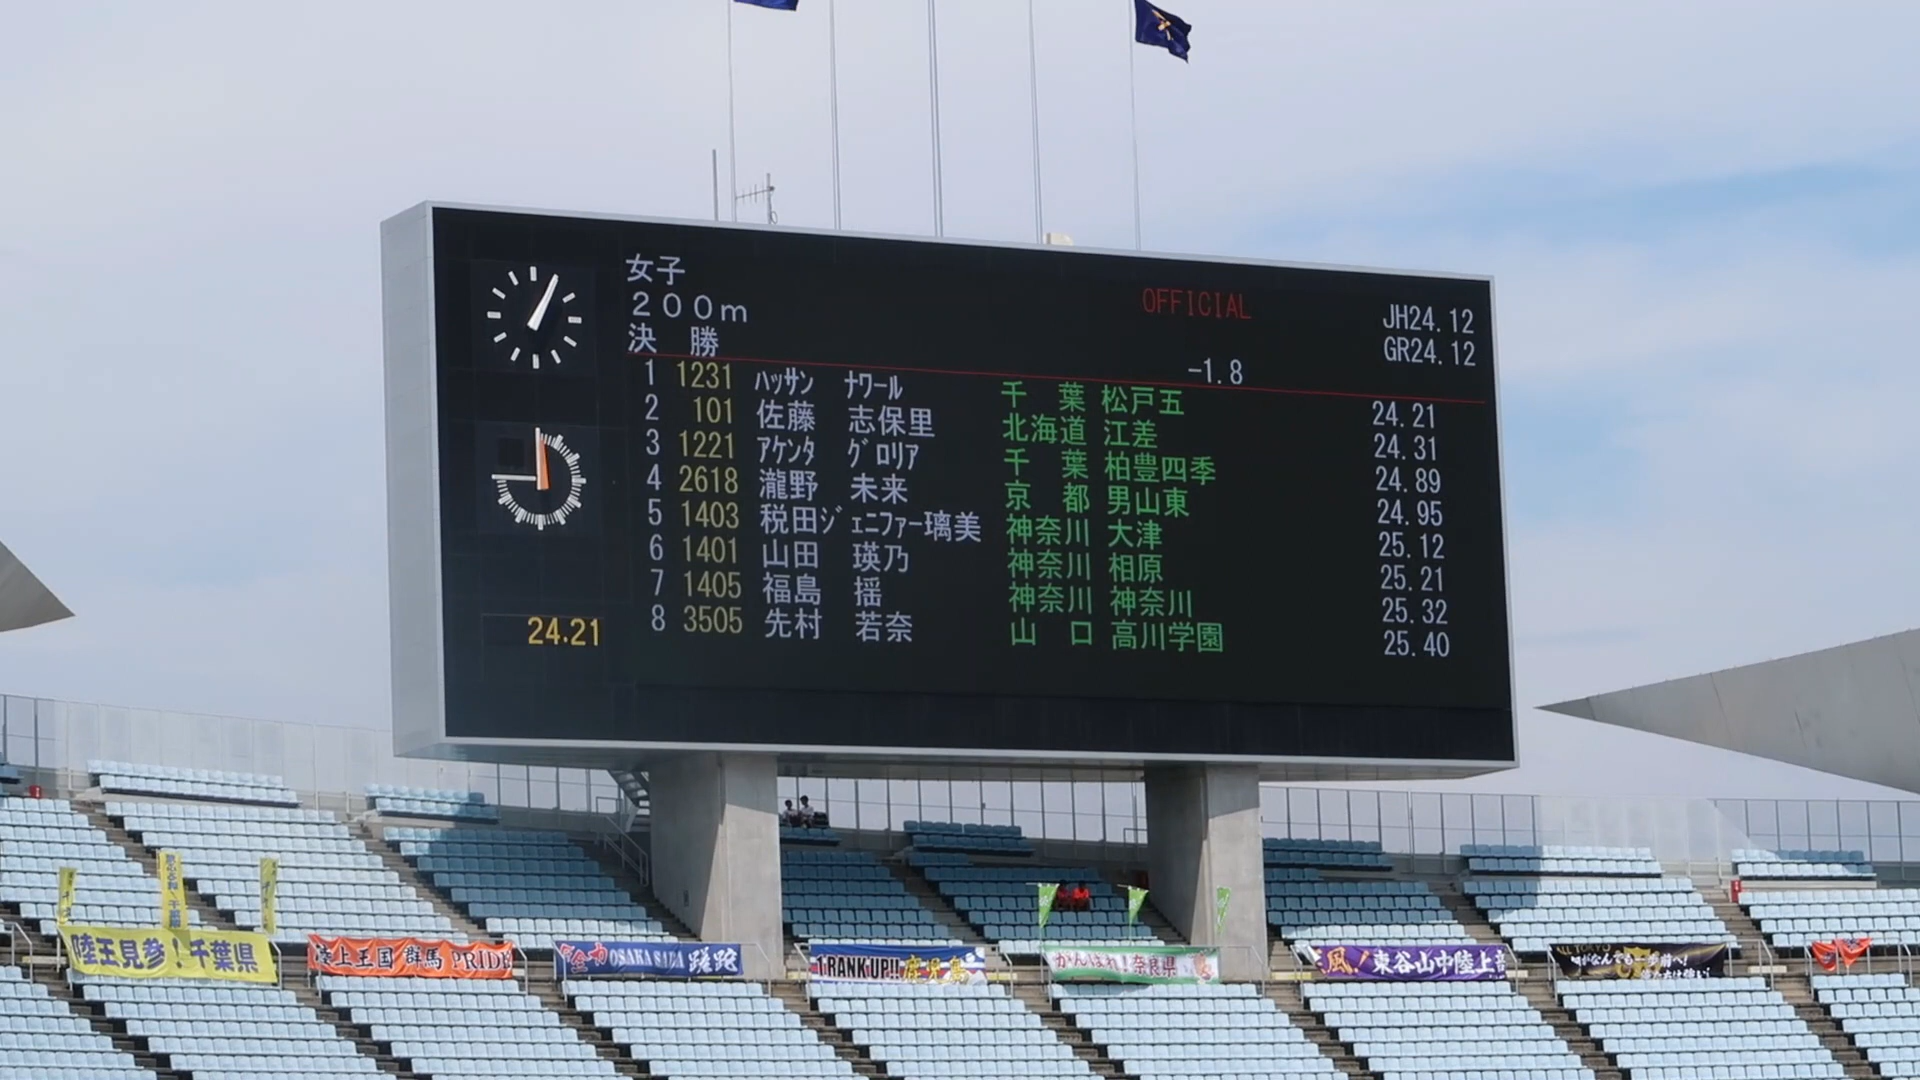 女子
２００ｍ
決 勝
OFFICIAL
JH24.12
GR24.12
-1.8
1 1231 ﾊｯｻﾝ ﾅﾜｰﾙ 千 葉 松戸五 24.21
2 101 佐藤 志保里 北海道 江差 24.31
3 1221 ｱｹﾝﾀ ｸﾞﾛﾘｱ 千 葉 柏豊四季 24.89
4 2618 瀧野 未来 京 都 男山東 24.95
5 1403 税田ｼﾞｪﾆﾌｧｰ璃美 神奈川 大津 25.12
6 1401 山田 瑛乃 神奈川 相原 25.21
7 1405 福島 揺 神奈川 神奈川 25.32
8 3505 先村 若奈 山 口 高川学園 25.40
24.21
陸王見参！千葉県
陸上王国 群馬 PRIDE
全力 OSAKA SAGA 蹉跎
1 RANK UP!! 鹿児島
がんばれ！奈良県
風！東谷山中陸上部